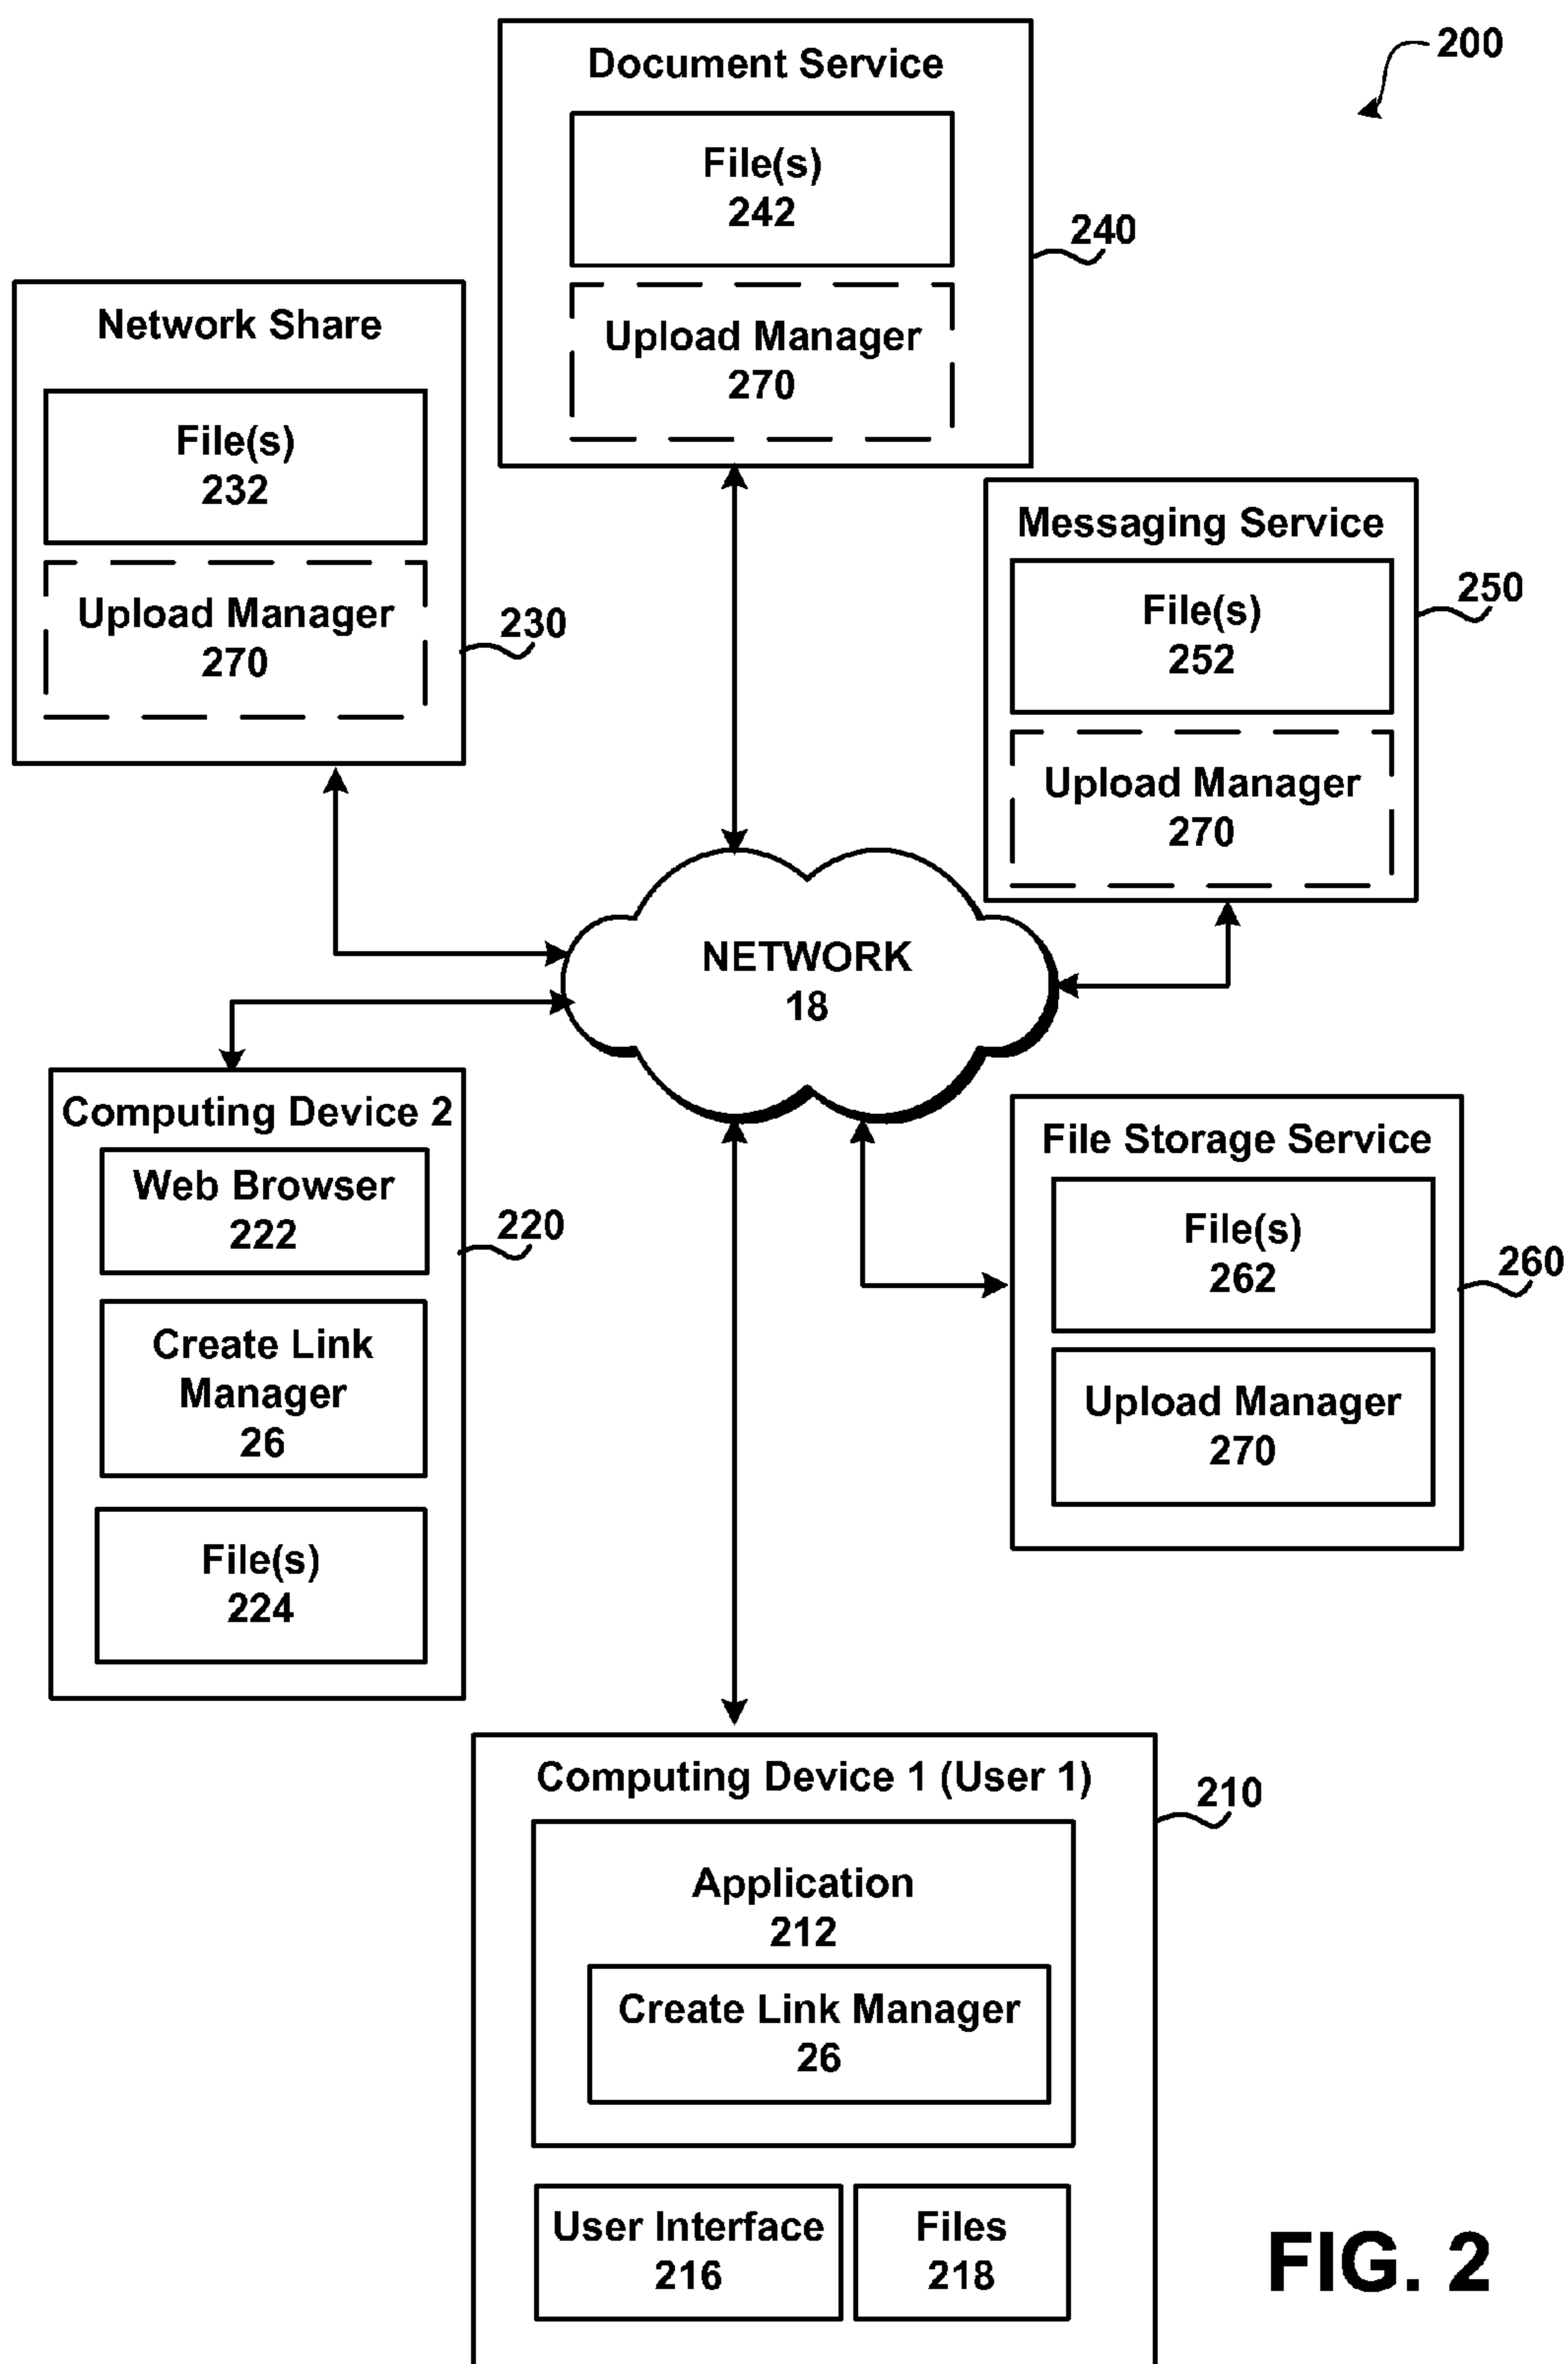 200
Document Service
File(s)
242
Upload Manager
270
240
Network Share
File(s)
232
Upload Manager
270
230
Messaging Service
File(s)
252
Upload Manager
270
250
NETWORK
18
Computing Device 2
Web Browser
222
Create Link
Manager
26
File(s)
224
220
File Storage Service
File(s)
262
Upload Manager
270
260
Computing Device 1 (User 1)
Application
212
Create Link Manager
26
User Interface
216
Files
218
210
FIG. 2